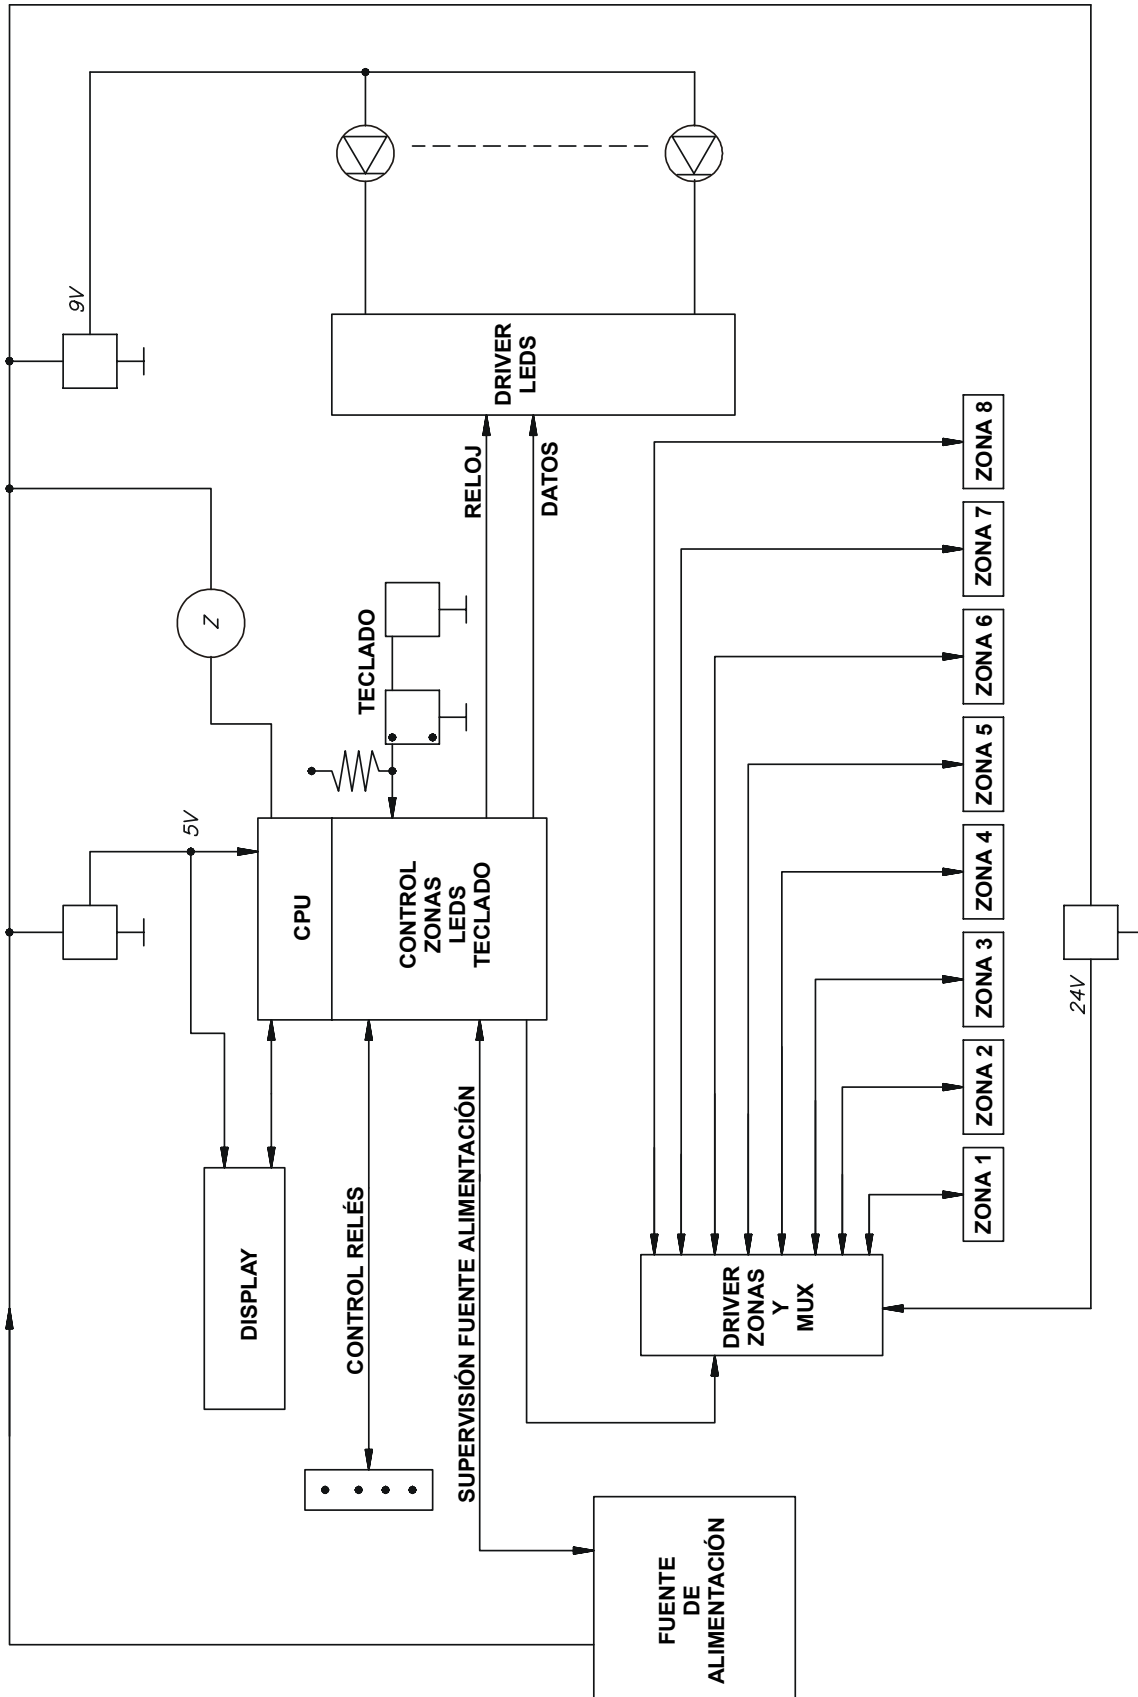 9V
5V
Z
24V
DISPLAY
CPU
CONTROL
ZONAS
LEDS
TECLADO
TECLADO
RELOJ
DATOS
DRIVER
LEDS
CONTROL RELÉS
SUPERVISIÓN FUENTE ALIMENTACIÓN
FUENTE
DE
ALIMENTACIÓN
DRIVER
ZONAS
Y
MUX
ZONA 1
ZONA 2
ZONA 3
ZONA 4
ZONA 5
ZONA 6
ZONA 7
ZONA 8